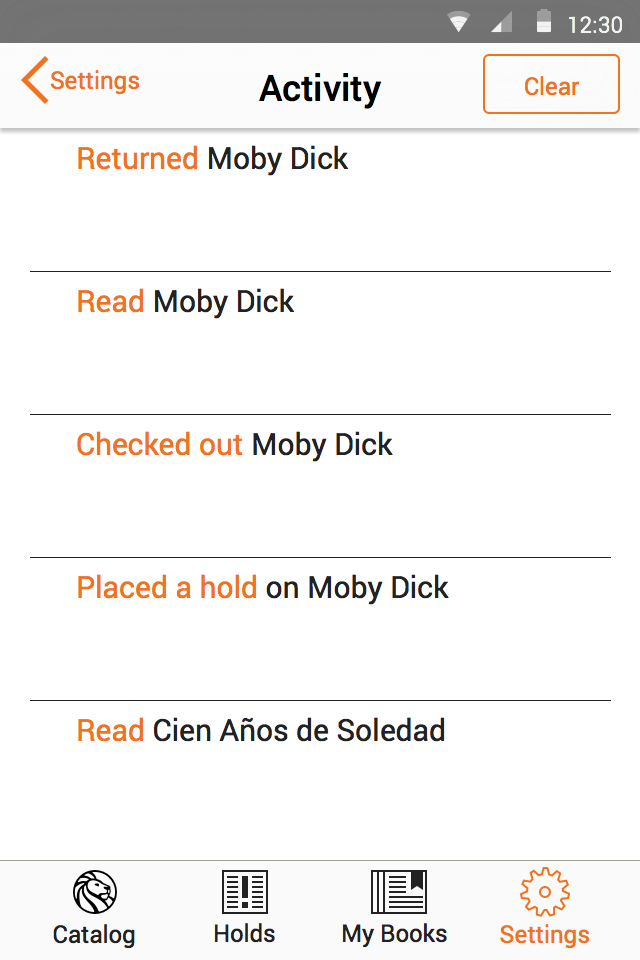 12:30
Settings
Activity
Clear
Returned Moby Dick
Read Moby Dick
Checked out Moby Dick
Placed a hold on Moby Dick
Read Cien Años de Soledad
Catalog
Holds
My Books
Settings